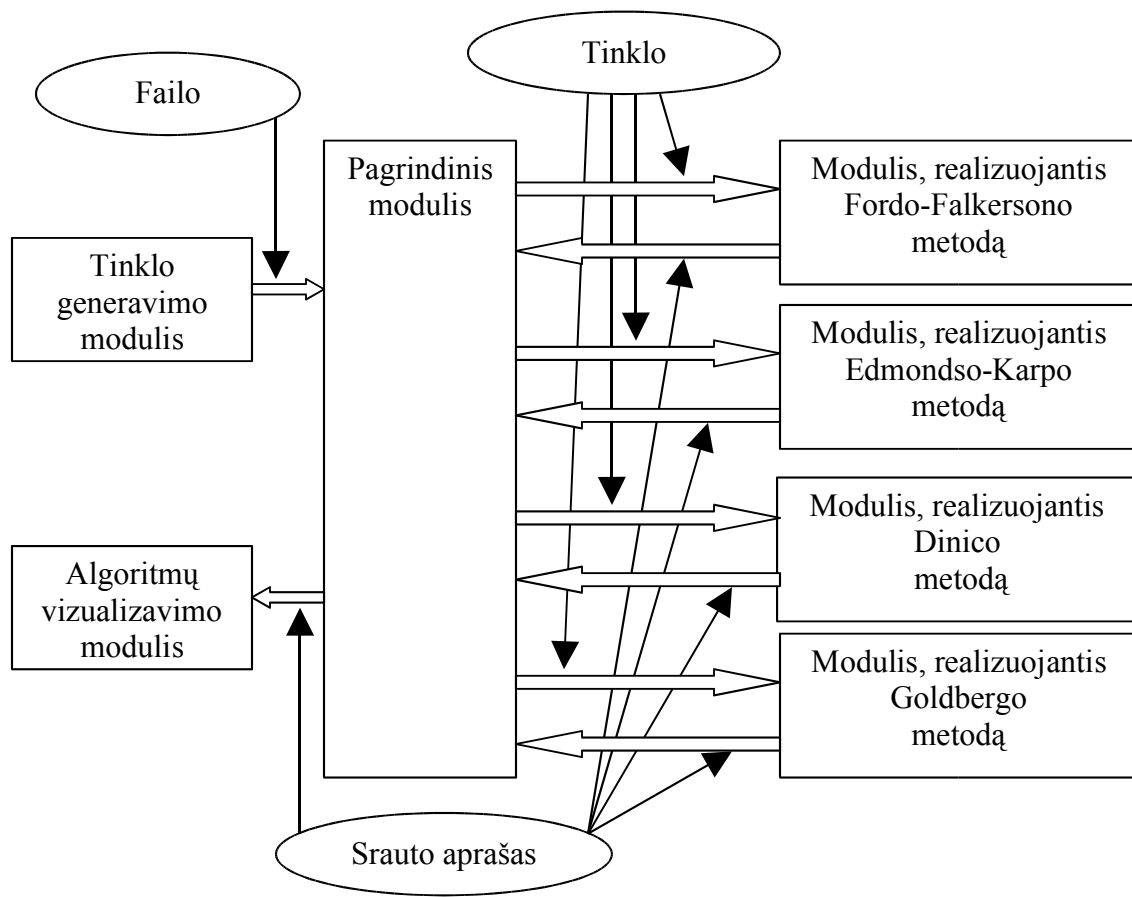 Tinklo
Failo
Pagrindinis
modulis
Modulis, realizuojantis
Fordo-Falkersono
metodą
Tinklo
generavimo
modulis
Modulis, realizuojantis
Edmondso-Karpo
metodą
Modulis, realizuojantis
Dinico
metodą
Algoritmų
vizualizavimo
modulis
Modulis, realizuojantis
Goldbergo
metodą
Srauto aprašas